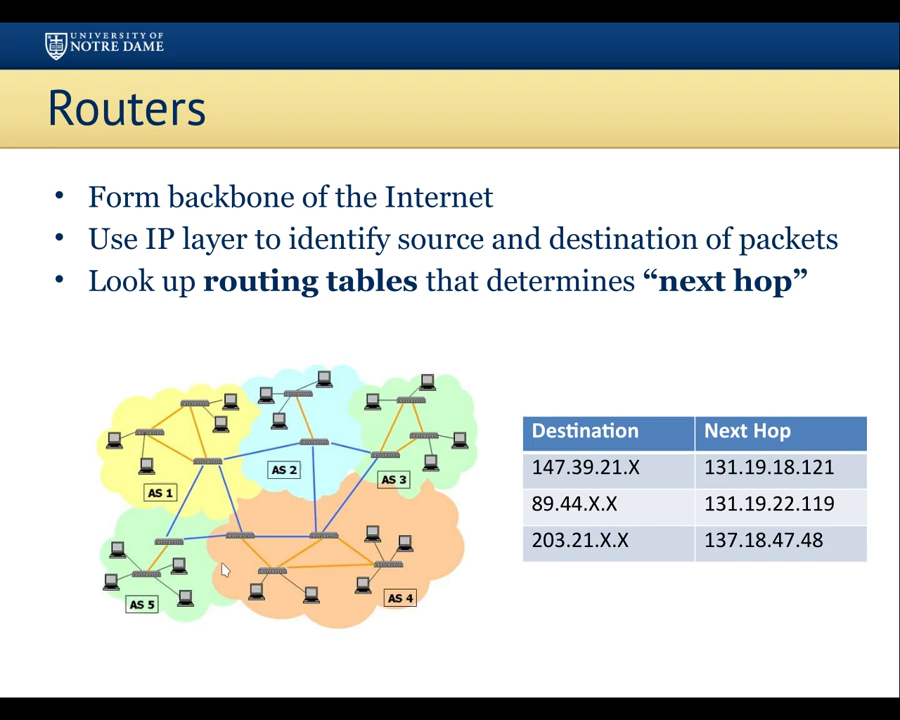 UNIVERSITY OF
NOTRE DAME
Routers
• Form backbone of the Internet
• Use IP layer to identify source and destination of packets
• Look up routing tables that determines “next hop”
AS 1
AS 2
AS 3
AS 5
AS 4
Destination Next Hop
147.39.21.X 131.19.18.121
89.44.X.X 131.19.22.119
203.21.X.X 137.18.47.48